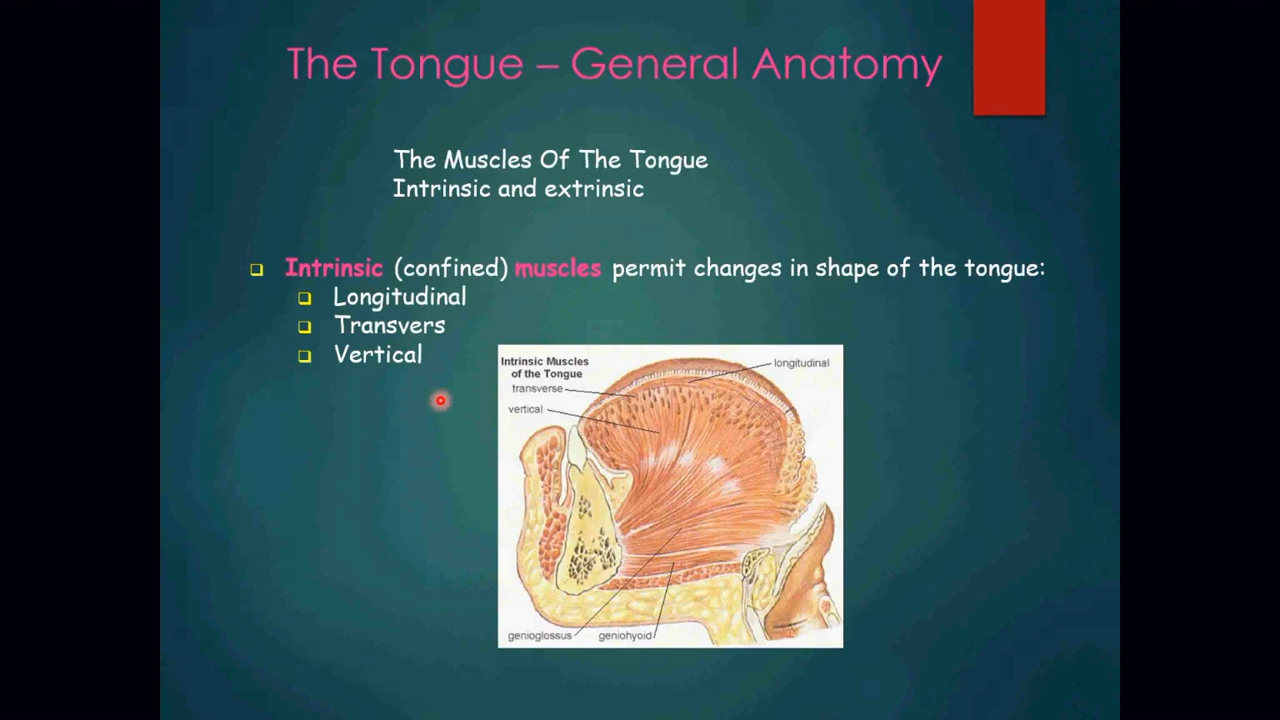 The Tongue – General Anatomy
The Muscles Of The Tongue
Intrinsic and extrinsic
Intrinsic (confined) muscles permit changes in shape of the tongue:
Longitudinal
Transvers
Vertical
Intrinsic Muscles
of the Tongue
longitudinal
transverse
vertical
genioglossus
geniohyoid